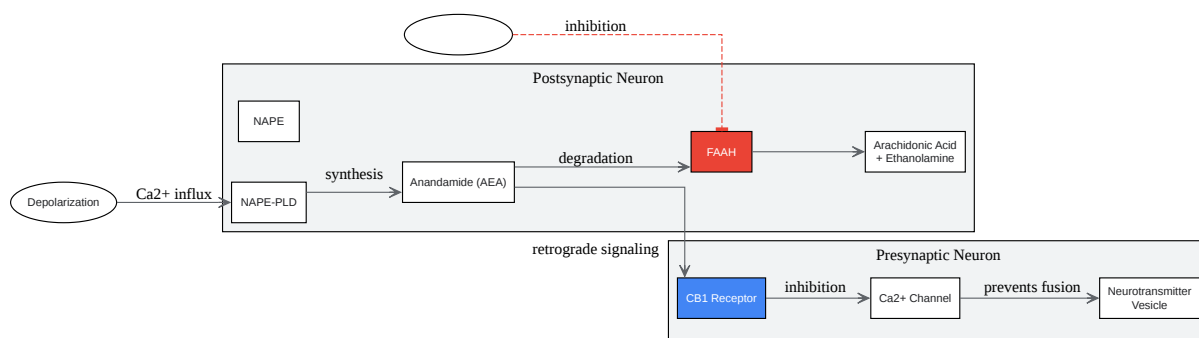 inhibition
Postsynaptic Neuron
NAPE
FAAH
Arachidonic Acid
+ Ethanolamine
degradation
synthesis
Anandamide (AEA)
Depolarization
Ca2+ influx
NAPE-PLD
retrograde signaling
Presynaptic Neuron
CB1 Receptor
inhibition
Ca2+ Channel
prevents fusion
Neurotransmitter
Vesicle